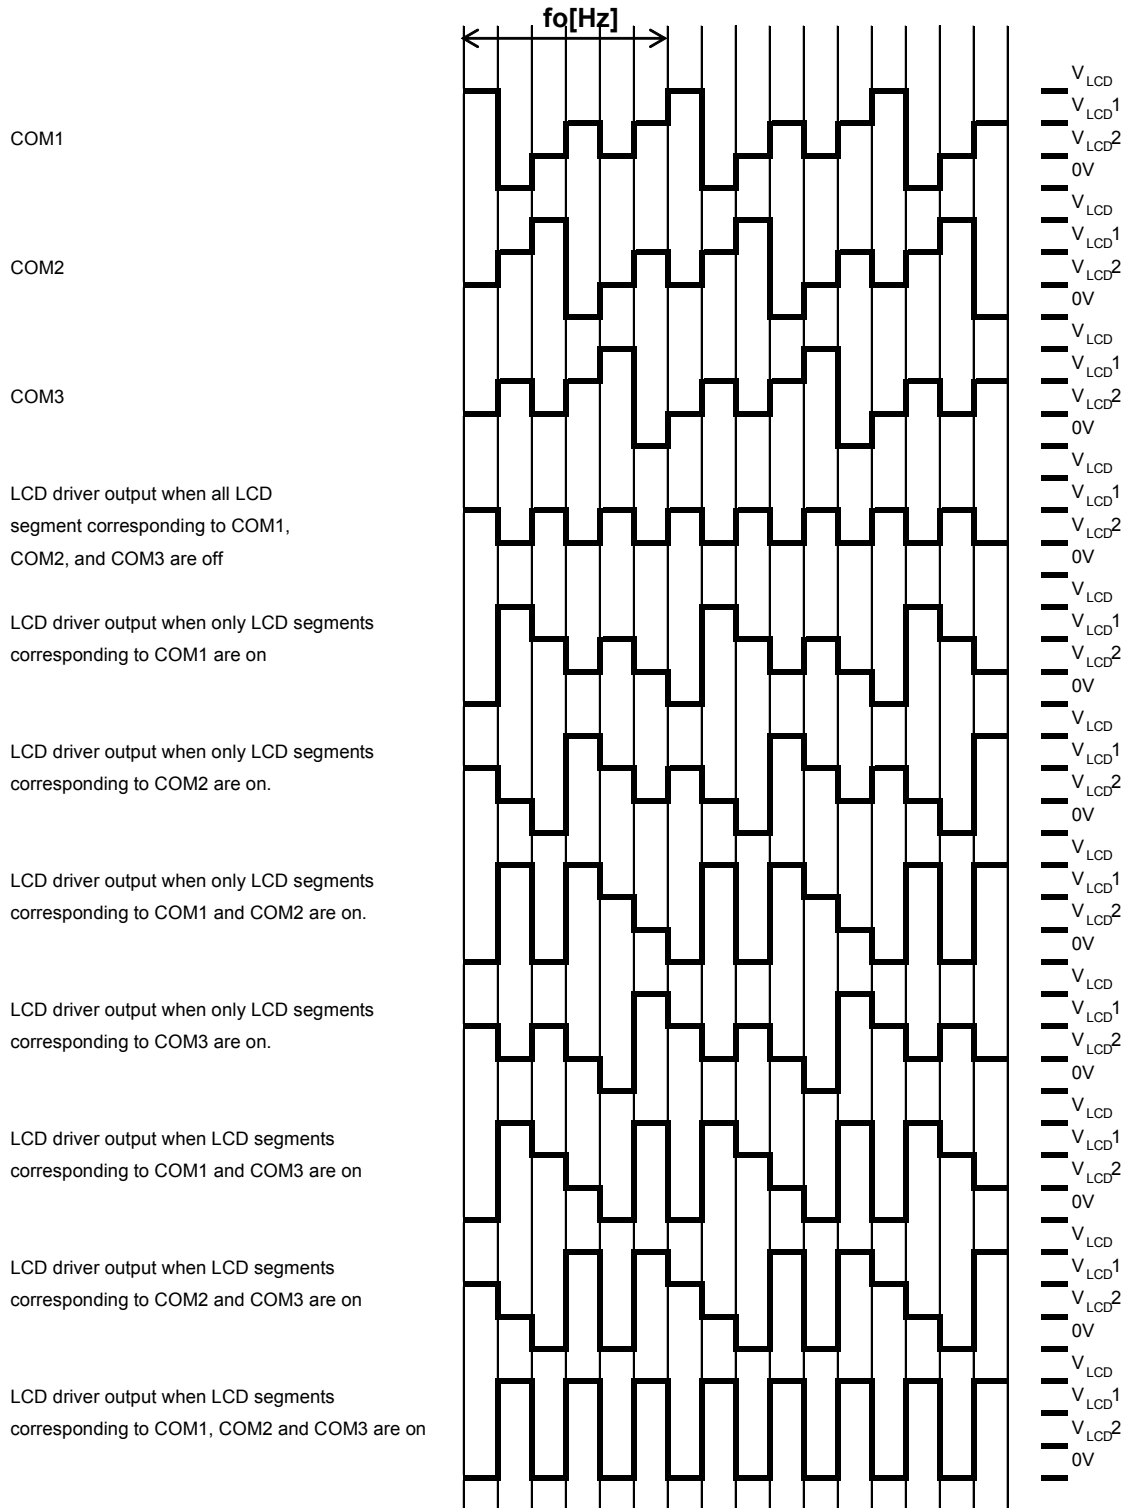 fo[Hz]
VLCD
VLCD1
COM1
VLCD2
0V
VLCD
VLCD1
COM2
VLCD2
0V
VLCD
VLCD1
COM3
VLCD2
0V
VLCD
LCD driver output when all LCD
VLCD1
segment corresponding to COM1,
VLCD2
COM2, and COM3 are off
0V
VLCD
LCD driver output when only LCD segments
VLCD1
corresponding to COM1 are on
VLCD2
0V
VLCD
LCD driver output when only LCD segments
VLCD1
corresponding to COM2 are on.
VLCD2
0V
VLCD
LCD driver output when only LCD segments
VLCD1
corresponding to COM1 and COM2 are on.
VLCD2
0V
VLCD
LCD driver output when only LCD segments
VLCD1
corresponding to COM3 are on.
VLCD2
0V
VLCD
LCD driver output when LCD segments
VLCD1
corresponding to COM1 and COM3 are on
VLCD2
0V
VLCD
LCD driver output when LCD segments
VLCD1
corresponding to COM2 and COM3 are on
VLCD2
0V
VLCD
LCD driver output when LCD segments
VLCD1
corresponding to COM1, COM2 and COM3 are on
VLCD2
0V